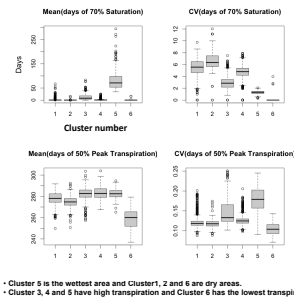 Mean(days of 70% Saturation)
CV(days of 70% Saturation)
Days
0 50 150 250
0 2 4 6 8 10 12
1 2 3 4 5 6
1 2 3 4 5 6
Cluster number
Mean(days of 50% Peak Transpiration)
CV(days of 50% Peak Transpiration)
240 260 280 300
0.10 0.15 0.20 0.25
1 2 3 4 5 6
1 2 3 4 5 6
• Cluster 5 is the wettest area and Cluster1, 2 and 6 are dry areas.
• Cluster 3, 4 and 5 have high transpiration and Cluster 6 has the lowest transpi